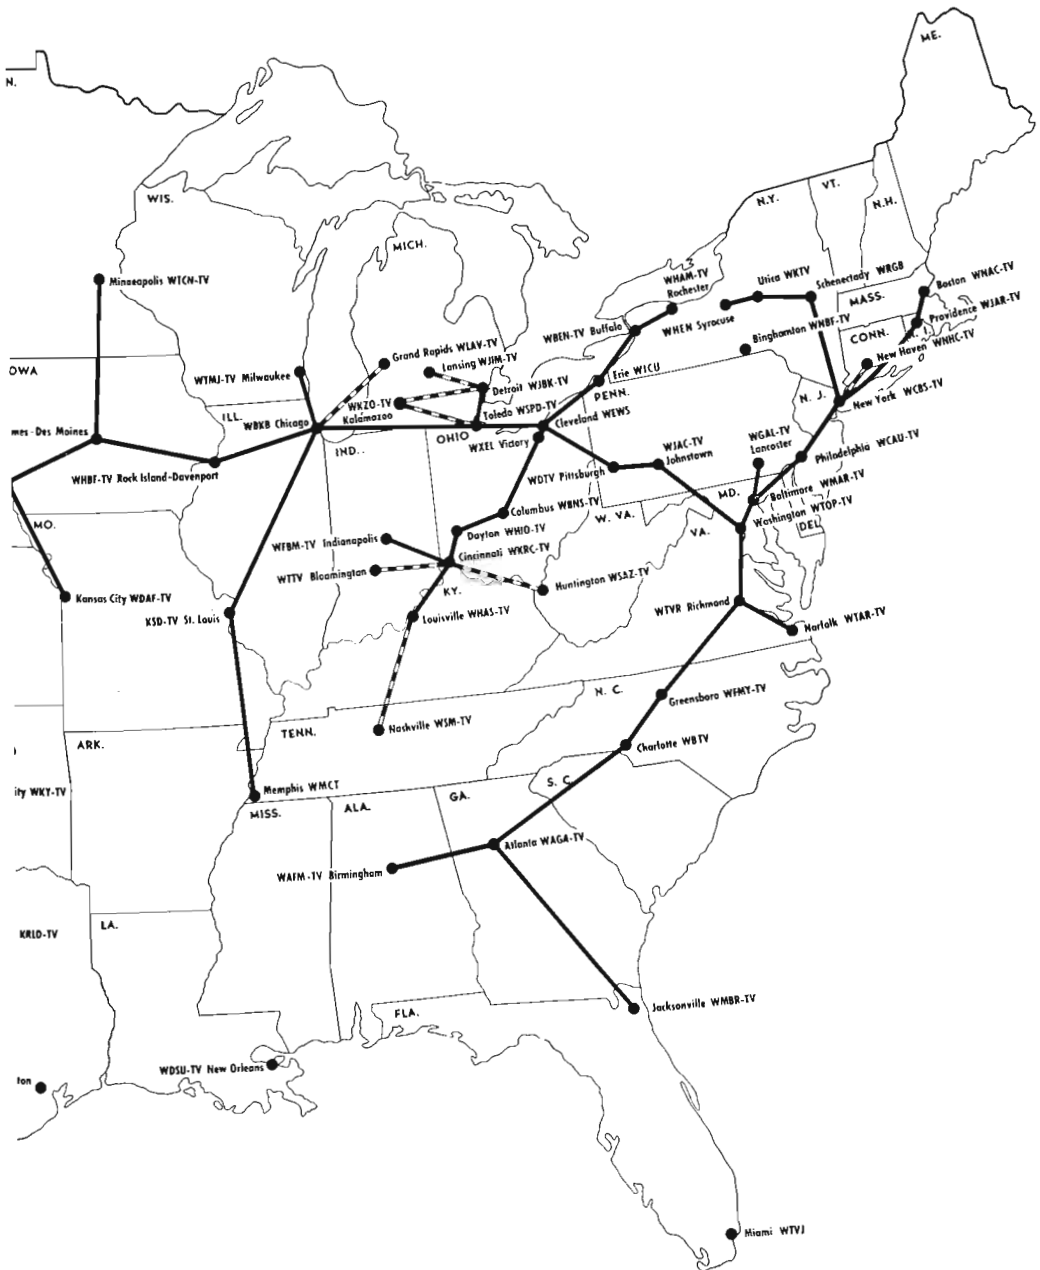 ME.
N.
VT.
N.Y.
WIS.
N.H.
MICH.
WHAM-TV
Rochester
Utica WKTV
Schenectady WRGB
Boston WNAC-TV
Minneapolis WTCN-TV
MASS.
Providence WJAR-TV
WBEN-TV Buffalo
WHEN Syrocuse
Binghamton WNBF-TV
CONN.
New Haven WNHC-TV
Grand Rapids WLAV-TV
Lansing WJIM-TV
OWA
WTMJ-TV Milwaukee
Detroit WJBK-TV
Erie WICU
PENN.
N. J.
New York WCBS-TV
WKZO-TV
Kalamazoo
ILL.
WBKB Chicago
Toledo WSPD-TV
Cleveland WEWS
mes-Des Moines
OHIO
WXEL Victory
IND.
WGAL-TV
Lancaster
Philadelphia WCAU-TV
WJAC-TV
Johnstown
WHBF-TV Rock Island-Davenport
WDTV Pittsburgh
MD.
Baltimore WMAR-TV
Columbus WBNS-TV
W. VA.
Washington WTOP-TV
MO.
DEL.
Dayton WHIO-TV
VA.
WFBM-TV Indianapolis
Cincinnati WKRC-TV
WTTV Bloomington
Huntington WSAZ-TV
KY.
Kansas City WDAF-TV
KSD-TV St. Louis
Louisville WHAS-TV
WTVR Richmond
Norfolk WTAR-TV
N. C.
Greensboro WFMY-TV
Nashville WSM-TV
TENN.
ARK.
Charlotte WBTV
S. C.
ity WKY-TV
Memphis WMCT
GA.
ALA.
MISS.
Atlanta WAGA-TV
WAFM-TV Birmingham
LA.
KRLD-TV
Jacksonville WMBR-TV
FLA.
WDSU-TV New Orleans
ton
Miami WTVJ